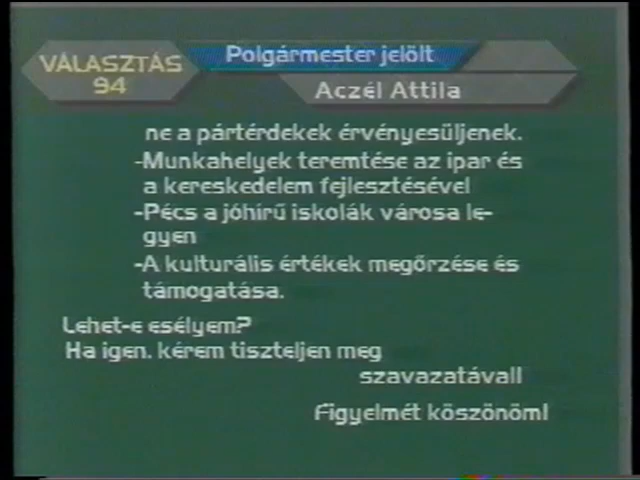 VÁLASZTÁS
94
Polgármester jelölt
Aczél Attila
ne a pártérdekek érvényesüljenek.
-Munkahelyek teremtése az ipar és
a kereskedelem fejlesztésével
-Pécs a jóhírű iskolák városa le-
gyen
-A kulturális értékek megőrzése és
támogatása.
Lehet-e esélyem?
Ha igen. kérem tiszteljen meg
szavazatával!
Figyelmét köszönöm!